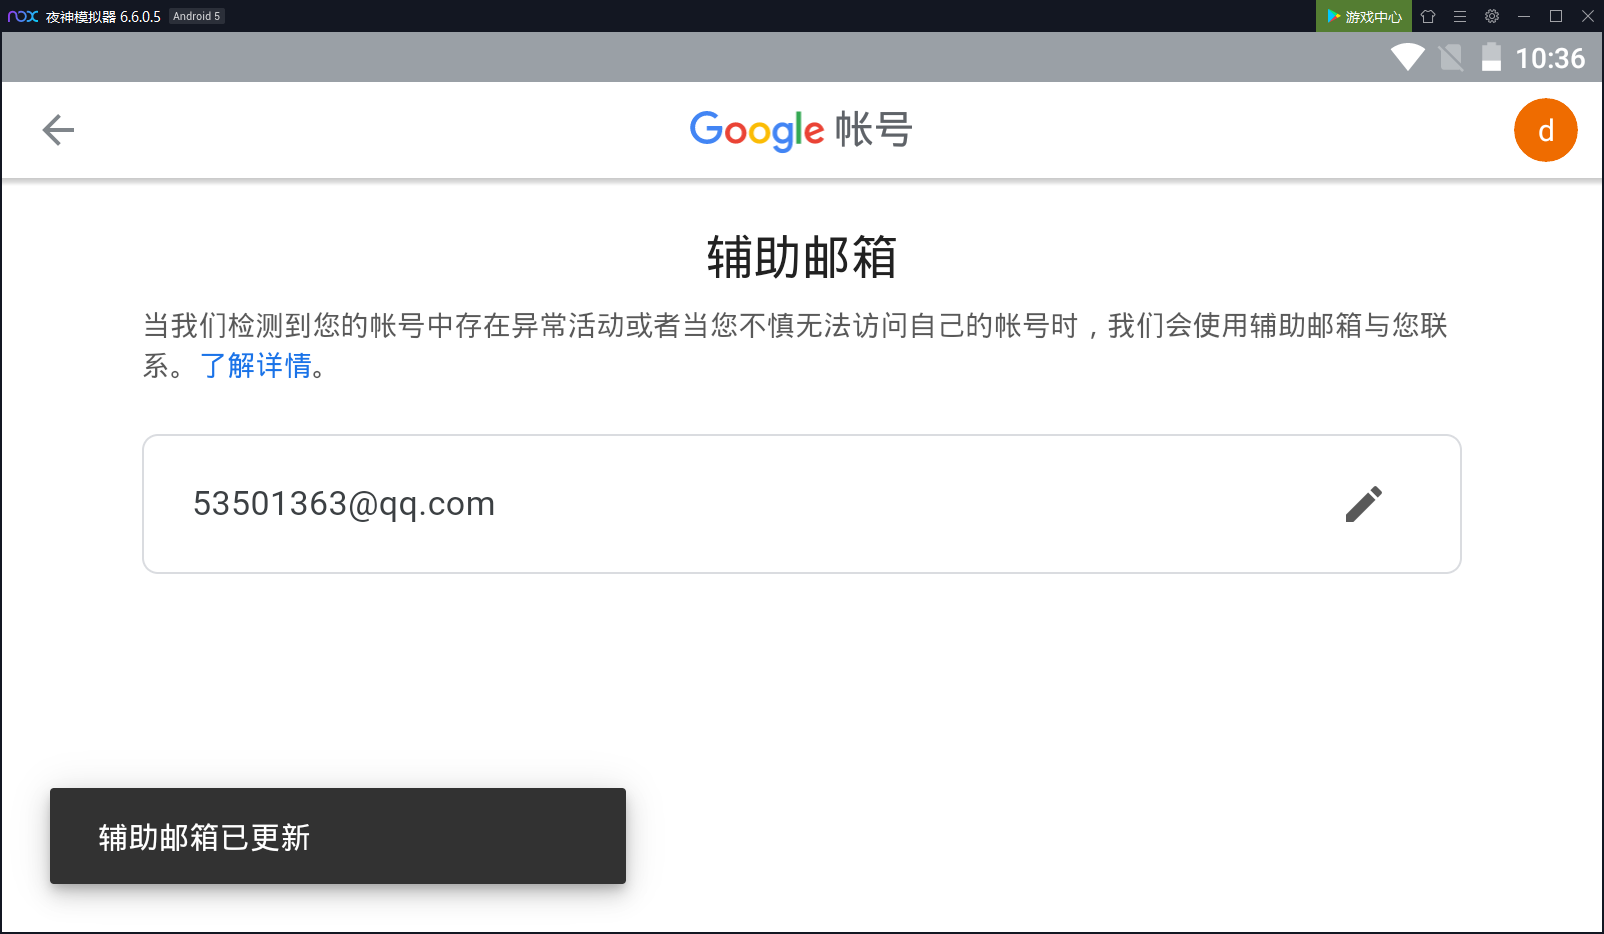 nox 夜神模拟器 6.6.0.5 Android 5 游戏中心
10:36
Google 帐号
d
辅助邮箱
当我们检测到您的帐号中存在异常活动或者当您不慎无法访问自己的帐号时，我们会使用辅助邮箱与您联
系。了解详情。
53501363@qq.com
辅助邮箱已更新